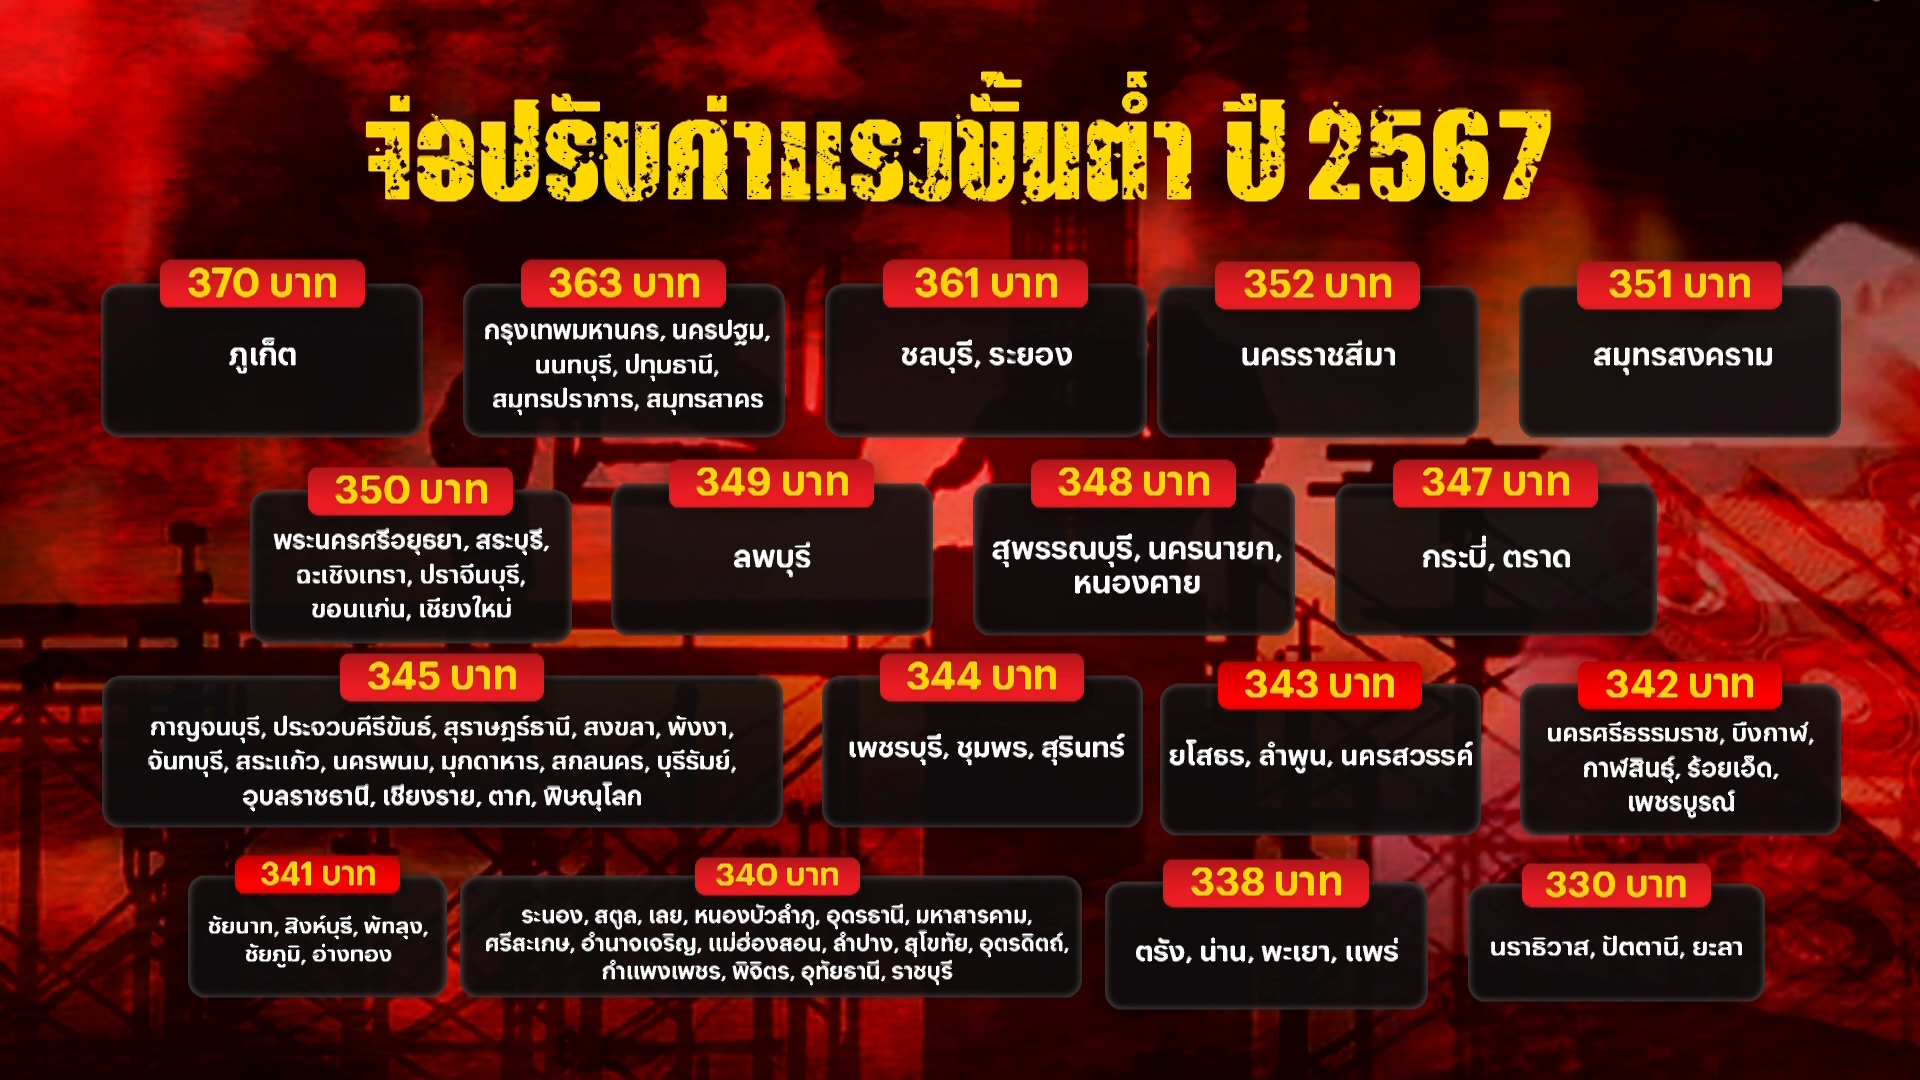 จ่อปรับค่าแรงขั้นต่ำ ปี 2567
370 บาท
ภูเก็ต
363 บาท
กรุงเทพมหานคร, นครปฐม,
นนทบุรี, ปทุมธานี,
สมุทรปราการ, สมุทรสาคร
361 บาท
ชลบุรี, ระยอง
352 บาท
นครราชสีมา
351 บาท
สมุทรสงคราม
350 บาท
พระนครศรีอยุธยา, สระบุรี,
ฉะเชิงเทรา, ปราจีนบุรี,
ขอนแก่น, เชียงใหม่
349 บาท
ลพบุรี
348 บาท
สุพรรณบุรี, นครนายก,
หนองคาย
347 บาท
กระบี่, ตราด
345 บาท
กาญจนบุรี, ประจวบคีรีขันธ์, สุราษฎร์ธานี, สงขลา, พังงา,
จันทบุรี, สระแก้ว, นครพนม, มุกดาหาร, สกลนคร, บุรีรัมย์,
อุบลราชธานี, เชียงราย, ตาก, พิษณุโลก
344 บาท
เพชรบุรี, ชุมพร, สุรินทร์
343 บาท
ยโสธร, ลำพูน, นครสวรรค์
342 บาท
นครศรีธรรมราช, บึงกาฬ,
กาฬสินธุ์, ร้อยเอ็ด,
เพชรบูรณ์
341 บาท
ชัยนาท, สิงห์บุรี, พัทลุง,
ชัยภูมิ, อ่างทอง
340 บาท
ระนอง, สตูล, เลย, หนองบัวลำภู, อุดรธานี, มหาสารคาม,
ศรีสะเกษ, อำนาจเจริญ, แม่ฮ่องสอน, ลำปาง, สุโขทัย, อุตรดิตถ์,
กำแพงเพชร, พิจิตร, อุทัยธานี, ราชบุรี
338 บาท
ตรัง, น่าน, พะเยา, แพร่
330 บาท
นราธิวาส, ปัตตานี, ยะลา